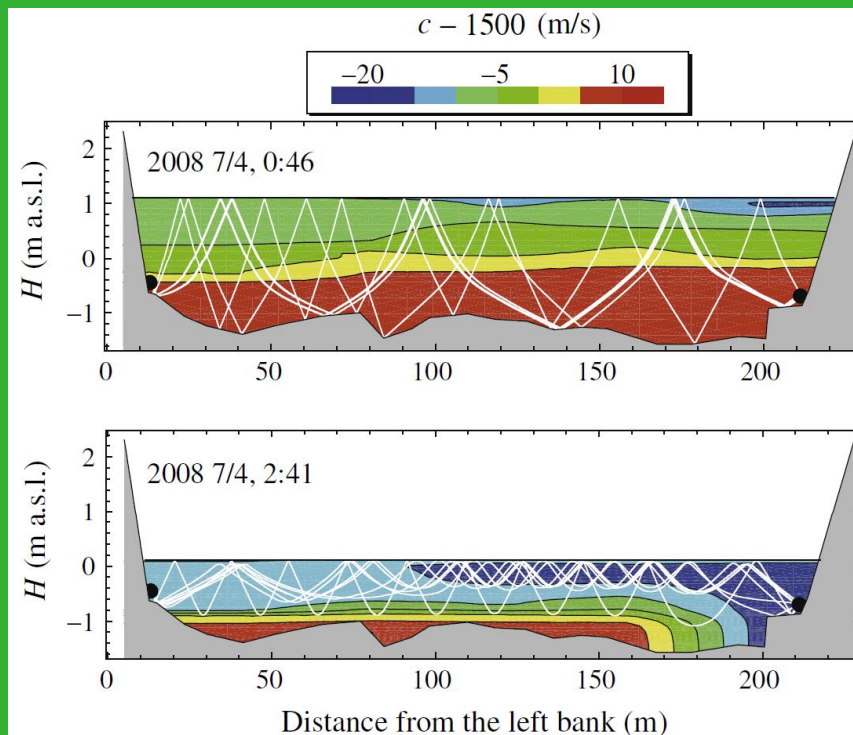 c – 1500 (m/s)
–20 –5 10
2008 7/4, 0:46
H (m a.s.l.)
2
1
0
–1
0 50 100 150 200
2008 7/4, 2:41
H (m a.s.l.)
2
1
0
–1
0 50 100 150 200
Distance from the left bank (m)